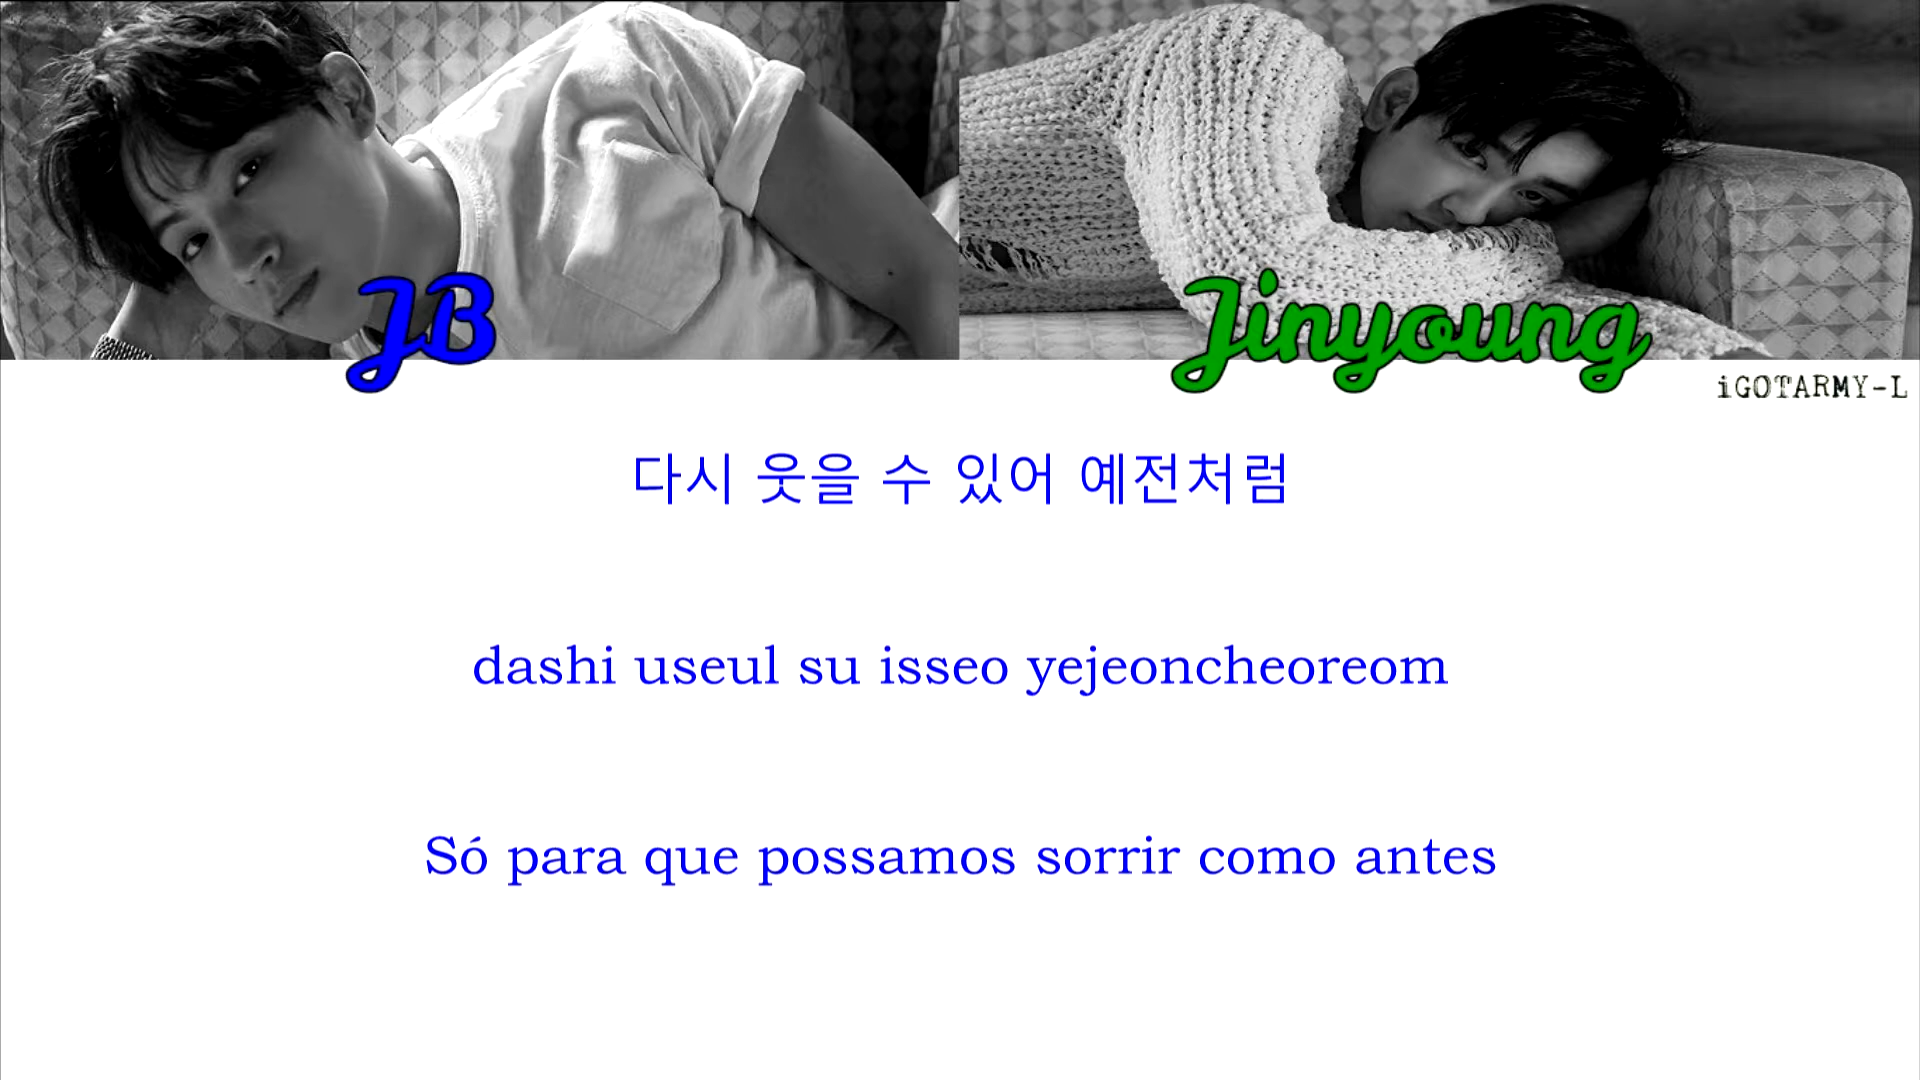 JB
Jinyoung
iGOTARMY-L
다시 웃을 수 있어 예전처럼
dashi useul su isseo yejeoncheoreom
Só para que possamos sorrir como antes